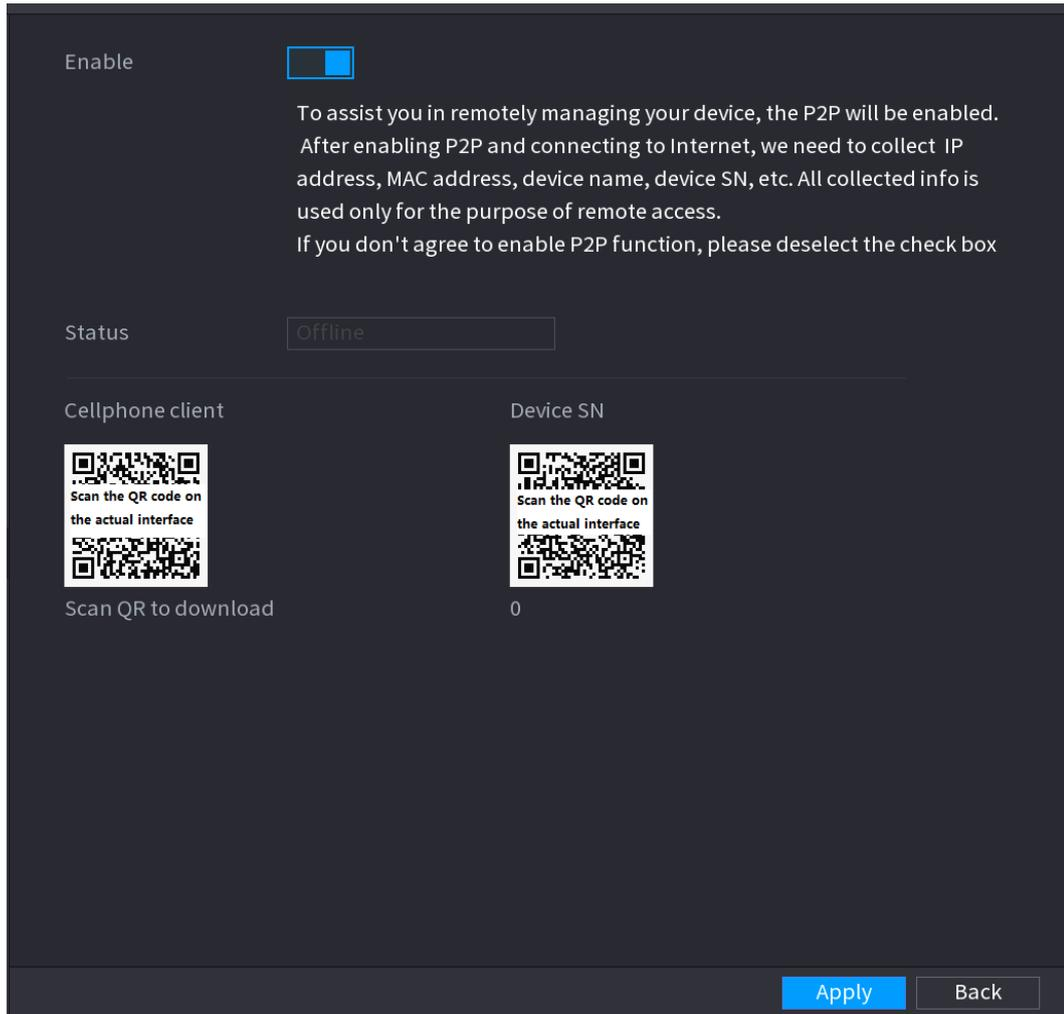 Enable
To assist you in remotely managing your device, the P2P will be enabled.
After enabling P2P and connecting to Internet, we need to collect  IP
address, MAC address, device name, device SN, etc. All collected info is
used only for the purpose of remote access.
If you don't agree to enable P2P function, please deselect the check box
Status
Offline
Cellphone client
Device SN
Scan the QR code on
the actual interface
Scan the QR code on
the actual interface
Scan QR to download
0
Apply
Back